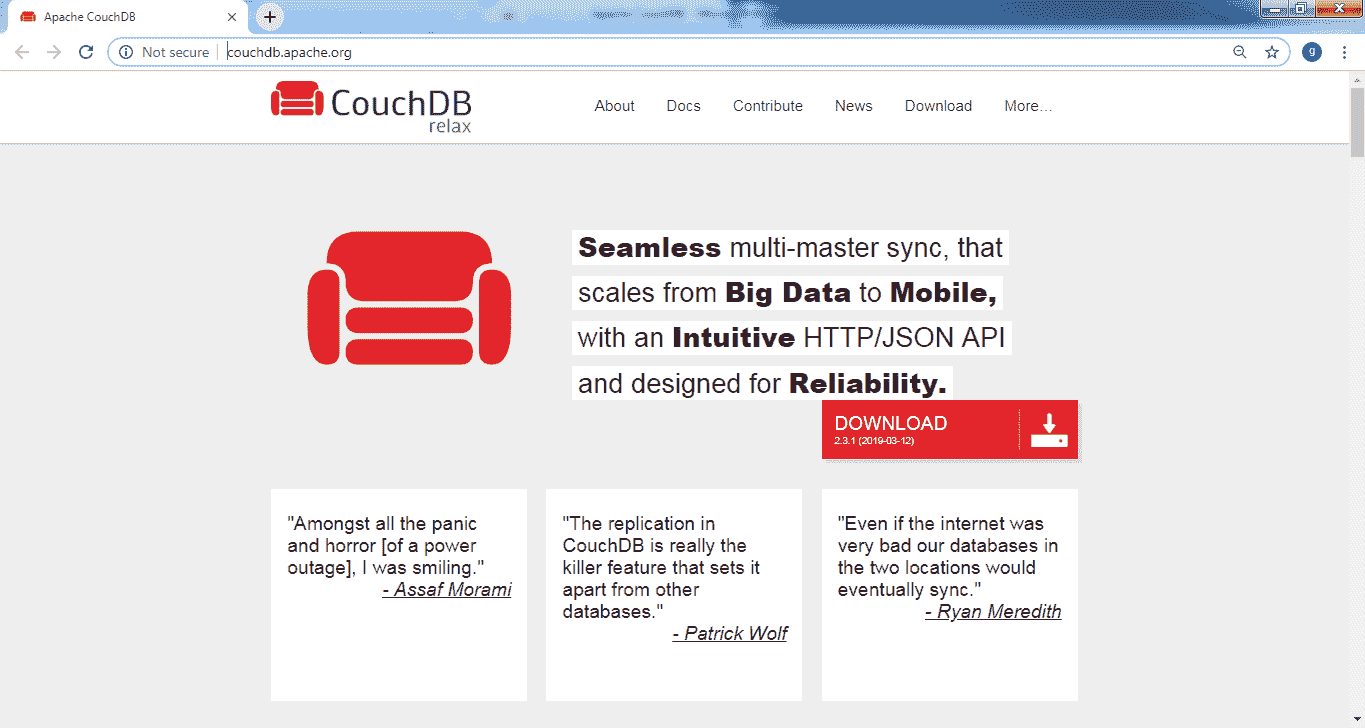 Apache CouchDB
Not secure
couchdb.apache.org
g
CouchDB
relax
About Docs Contribute News Download More...
Seamless multi-master sync, that
scales from Big Data to Mobile,
with an Intuitive HTTP/JSON API
and designed for Reliability.
DOWNLOAD
2.3.1 (2019-03-12)
"Amongst all the panic
and horror [of a power
outage], I was smiling."
- Assaf Morami
"The replication in
CouchDB is really the
killer feature that sets it
apart from other
databases."
- Patrick Wolf
"Even if the internet was
very bad our databases in
the two locations would
eventually sync."
- Ryan Meredith